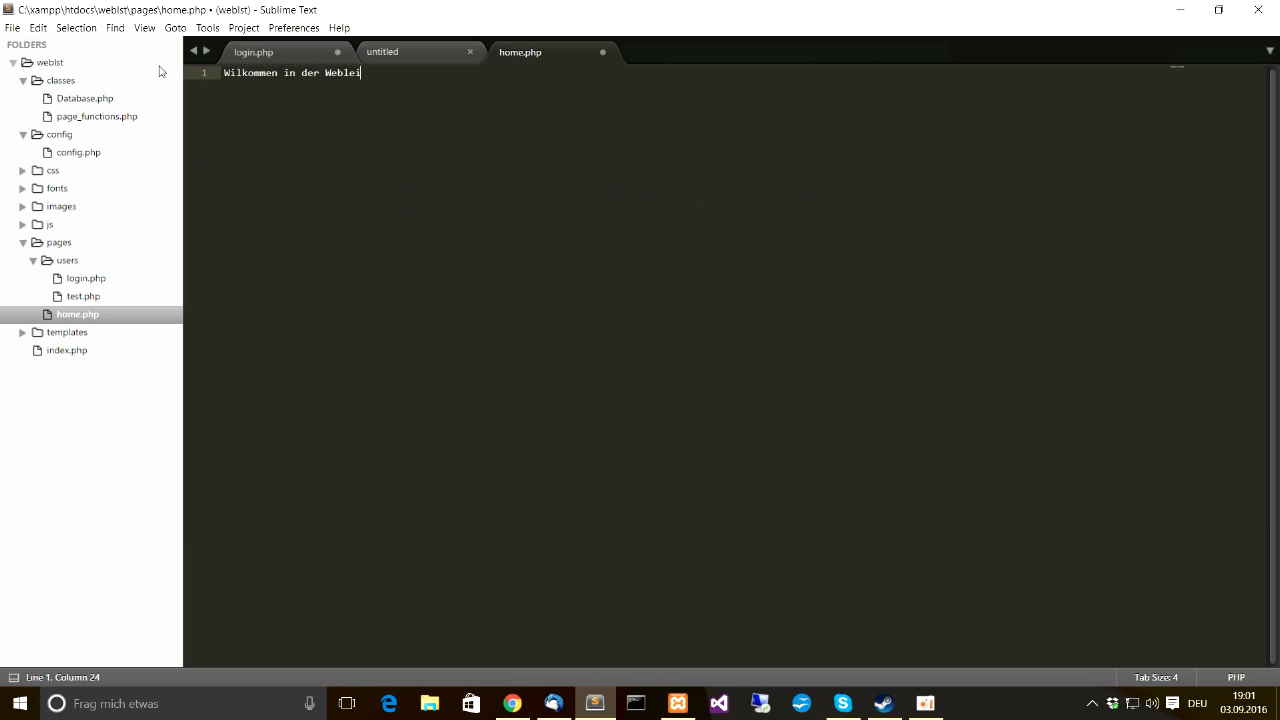 C:\xampp\htdocs\weblst\pages\home.php • (weblst) - Sublime Text
File Edit Selection Find View Goto Tools Project Preferences Help
FOLDERS
weblst
classes
Database.php
page_functions.php
config
config.php
css
fonts
images
js
pages
users
login.php
test.php
home.php
templates
index.php
login.php untitled home.php
1 Wilkommen in der Weblei
Line 1, Column 24 Tab Size: 4 PHP
Frag mich etwas
DEU
19:01
03.09.2016